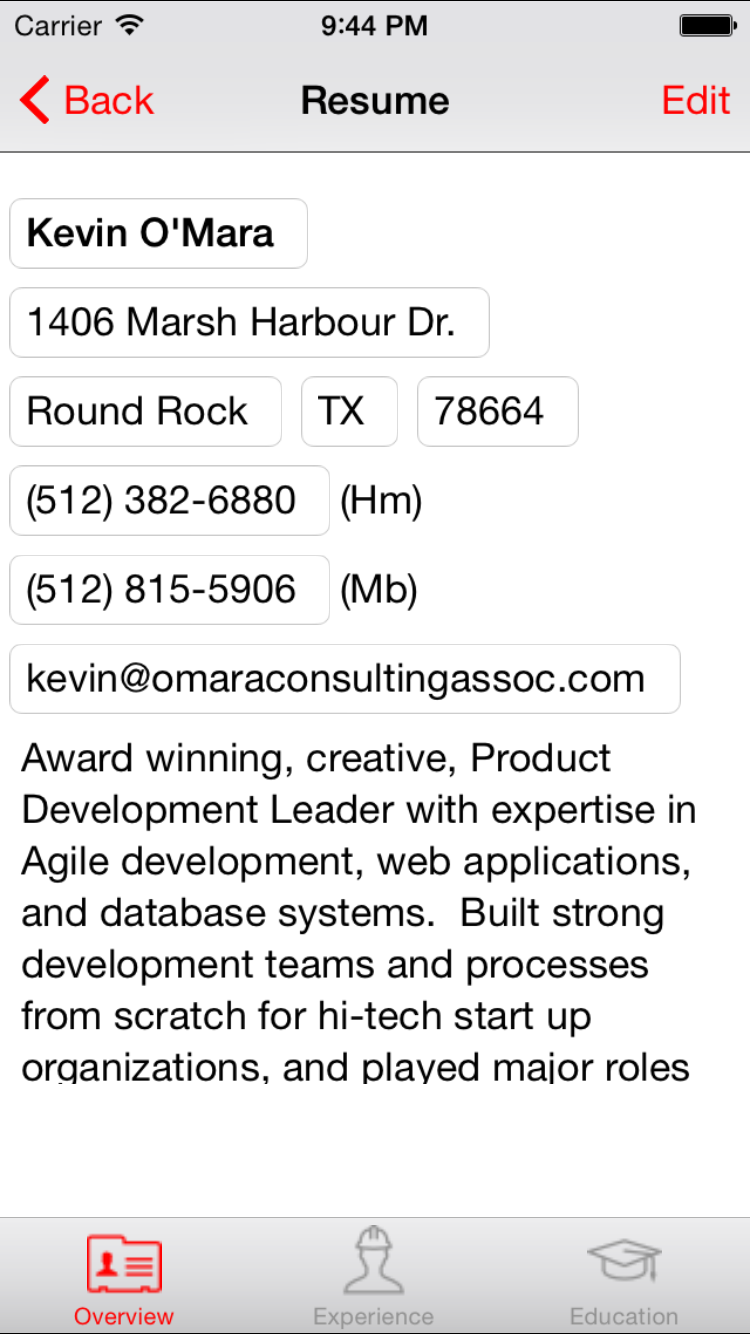 Carrier 9:44 PM
Back Resume Edit
Kevin O'Mara
1406 Marsh Harbour Dr.
Round Rock TX 78664
(512) 382-6880 (Hm)
(512) 815-5906 (Mb)
kevin@omaraconsultingassoc.com
Award winning, creative, Product
Development Leader with expertise in
Agile development, web applications,
and database systems.  Built strong
development teams and processes
from scratch for hi-tech start up
organizations, and played major roles
Overview Experience Education